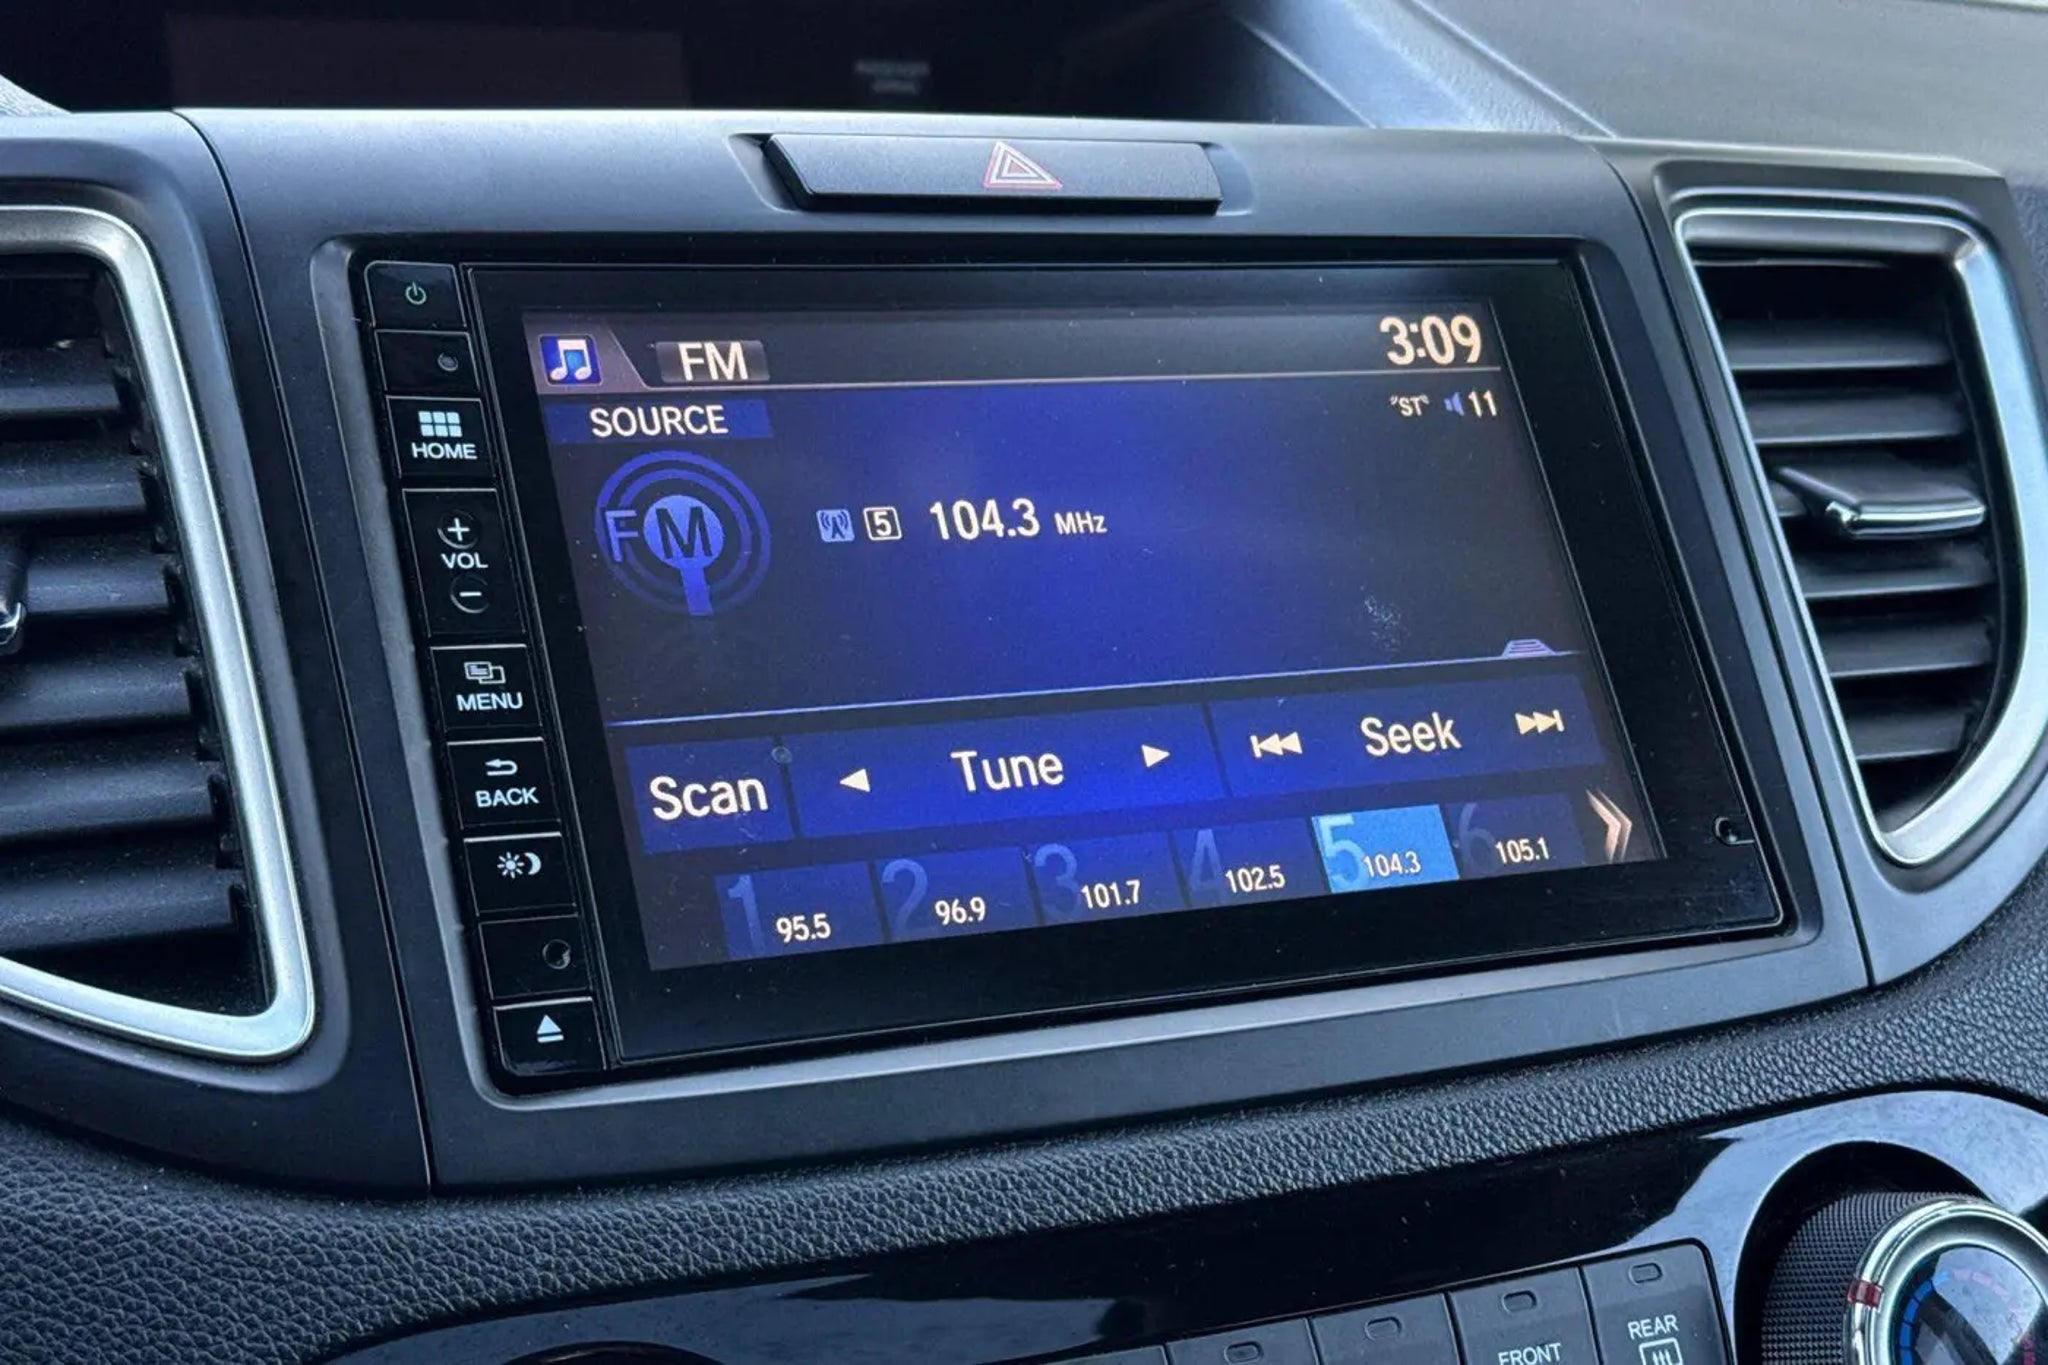 FM
3:09
SOURCE
ST 11
FM
5 104.3 MHz
HOME
+
VOL
−
MENU
BACK
Scan
Tune
Seek
1 95.5
2 96.9
3 101.7
4 102.5
5 104.3
6 105.1
FRONT
REAR